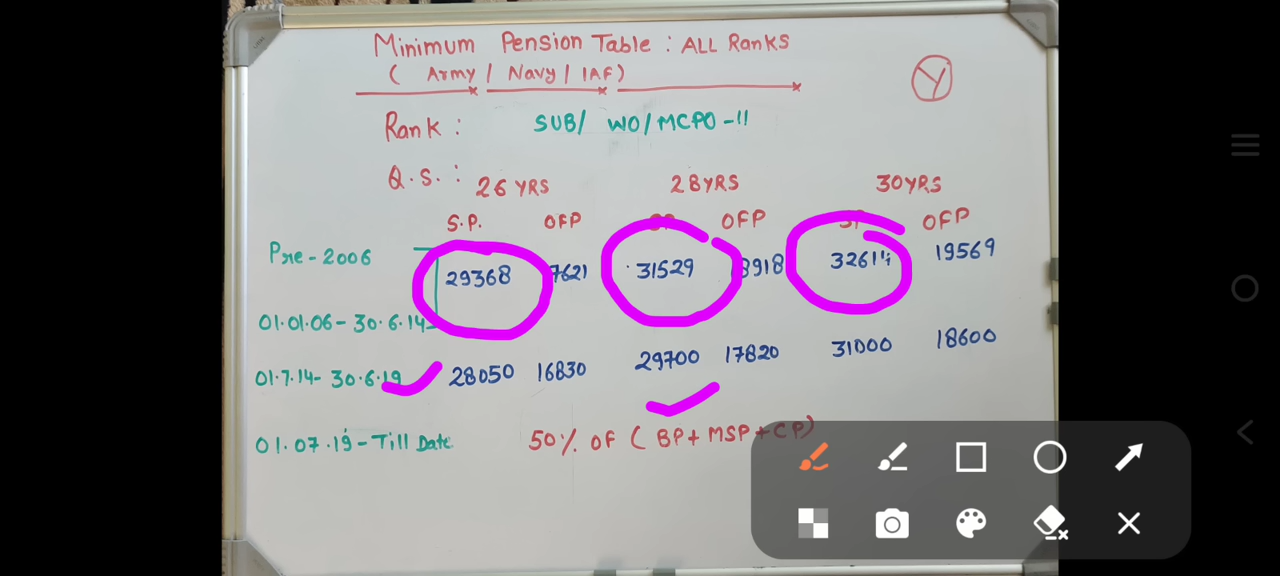 Minimum Pension Table : ALL Ranks
( Army / Navy / IAF)
Y
Rank : SUB/ WO/MCPO-II
Q.S. : 26 YRS 28YRS 30YRS
S.P. OFP OFP OFP
Pre-2006 29368 31529 32614 19569
01.01.06- 30.6.14
01.7.14- 30.6.19 28050 16830 29700 17820 31000 18600
01.07.19-Till Date 50% OF ( BP+ MSP+CP)